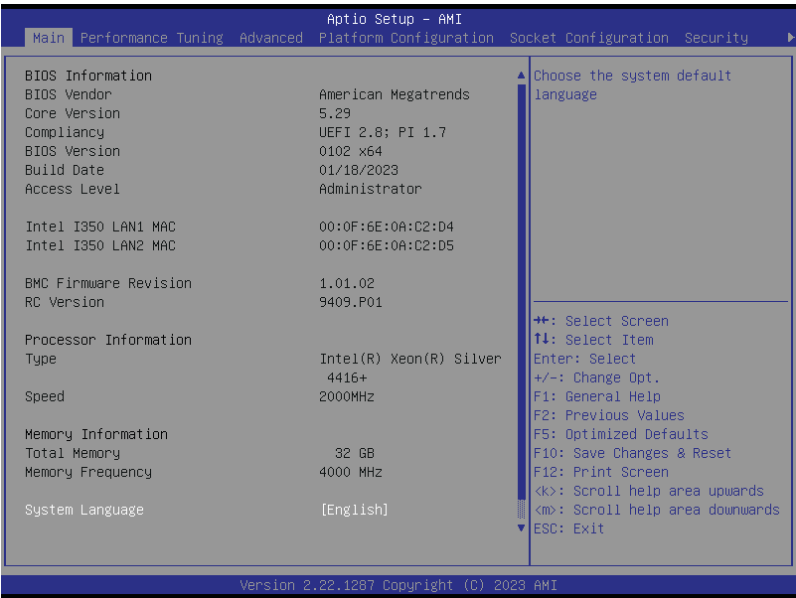 Aptio Setup – AMI
Main Performance Tuning Advanced Platform Configuration Socket Configuration Security
BIOS Information
BIOS Vendor American Megatrends
Core Version 5.29
Compliancy UEFI 2.8; PI 1.7
BIOS Version 0102 x64
Build Date 01/18/2023
Access Level Administrator
Intel I350 LAN1 MAC 00:0F:6E:0A:C2:D4
Intel I350 LAN2 MAC 00:0F:6E:0A:C2:D5
BMC Firmware Revision 1.01.02
RC Version 9409.P01
Processor Information
Type Intel(R) Xeon(R) Silver
4416+
Speed 2000MHz
Memory Information
Total Memory 32 GB
Memory Frequency 4000 MHz
System Language [English]
Choose the system default
language
→←: Select Screen
↑↓: Select Item
Enter: Select
+/-: Change Opt.
F1: General Help
F2: Previous Values
F5: Optimized Defaults
F10: Save Changes & Reset
F12: Print Screen
<k>: Scroll help area upwards
<m>: Scroll help area downwards
ESC: Exit
Version 2.22.1287 Copyright (C) 2023 AMI